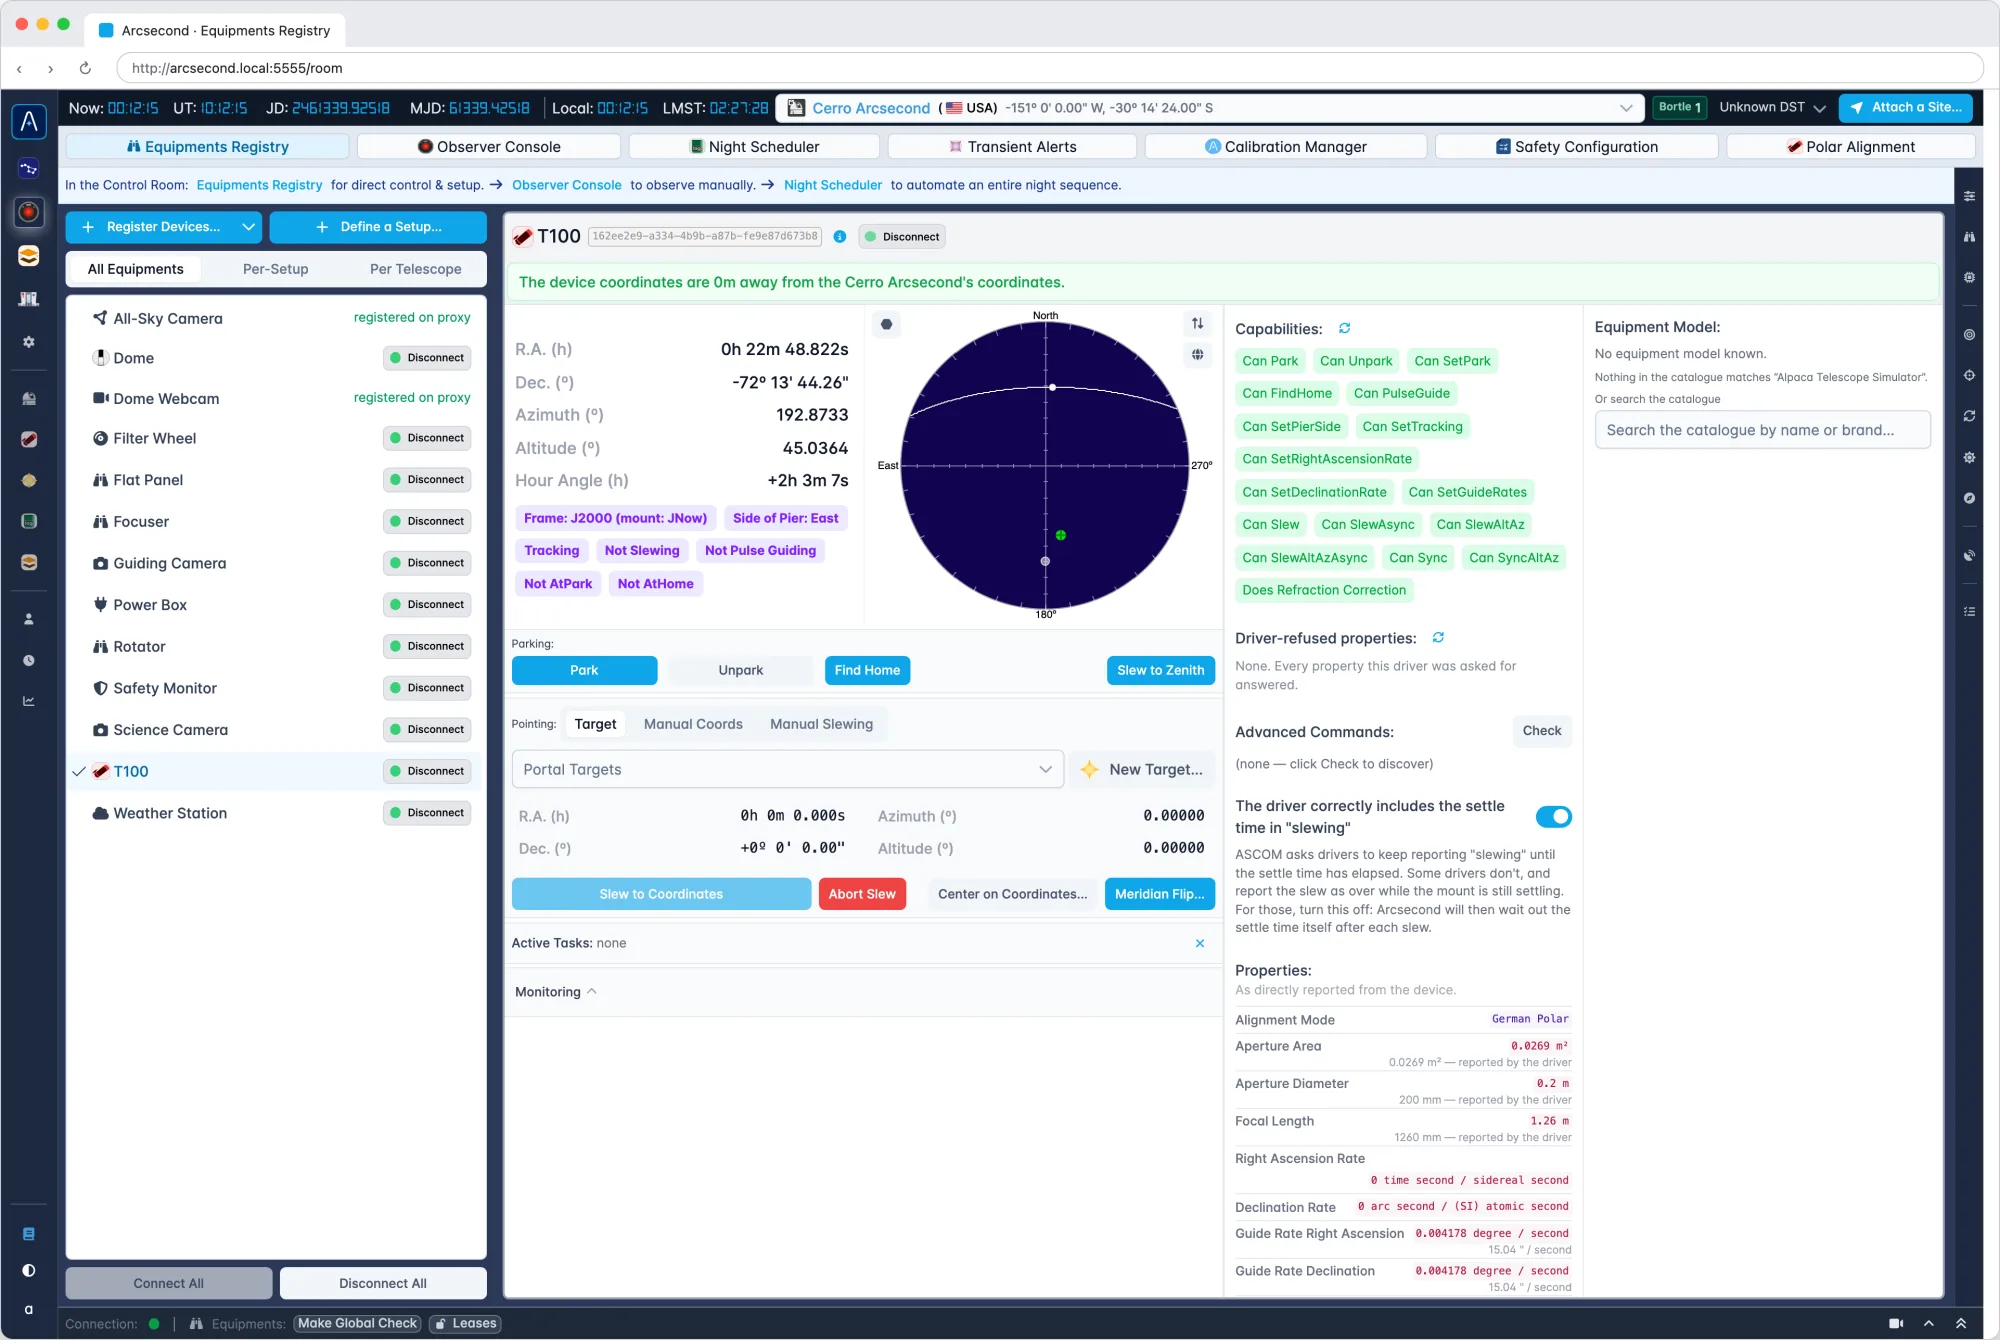 Arcsecond · Equipments Registry
http://arcsecond.local:5555/room
Now: 00:12:15 UT: 10:12:15 JD: 2461339.92518 MJD: 61339.42518 Local: 00:12:15 LMST: 02:27:28 Cerro Arcsecond ( USA) -151° 0' 0.00" W, -30° 14' 24.00" S Bortle 1 Unknown DST Attach a Site...
Equipments Registry Observer Console Night Scheduler Transient Alerts Calibration Manager Safety Configuration Polar Alignment
In the Control Room: Equipments Registry for direct control & setup. → Observer Console to observe manually. → Night Scheduler to automate an entire night sequence.
+ Register Devices... + Define a Setup...
All Equipments Per-Setup Per Telescope
All-Sky Camera registered on proxy
Dome Disconnect
Dome Webcam registered on proxy
Filter Wheel Disconnect
Flat Panel Disconnect
Focuser Disconnect
Guiding Camera Disconnect
Power Box Disconnect
Rotator Disconnect
Safety Monitor Disconnect
Science Camera Disconnect
T100 Disconnect
Weather Station Disconnect
Connect All Disconnect All
T100 162ee2e9-a334-4b9b-a87b-fe9e87d673b8 Disconnect
The device coordinates are 0m away from the Cerro Arcsecond's coordinates.
R.A. (h) 0h 22m 48.822s
Dec. (º) -72º 13' 44.26"
Azimuth (º) 192.8733
Altitude (º) 45.0364
Hour Angle (h) +2h 3m 7s
Frame: J2000 (mount: JNow) Side of Pier: East
Tracking Not Slewing Not Pulse Guiding
Not AtPark Not AtHome
North
East
270º
180º
Parking:
Park Unpark Find Home Slew to Zenith
Pointing: Target Manual Coords Manual Slewing
Portal Targets New Target...
R.A. (h) 0h 0m 0.000s Azimuth (º) 0.00000
Dec. (º) +0º 0' 0.00" Altitude (º) 0.00000
Slew to Coordinates Abort Slew Center on Coordinates... Meridian Flip...
Active Tasks: none
Monitoring
Capabilities:
Can Park Can Unpark Can SetPark
Can FindHome Can PulseGuide
Can SetPierSide Can SetTracking
Can SetRightAscensionRate
Can SetDeclinationRate Can SetGuideRates
Can Slew Can SlewAsync Can SlewAltAz
Can SlewAltAzAsync Can Sync Can SyncAltAz
Does Refraction Correction
Driver-refused properties:
None. Every property this driver was asked for
answered.
Advanced Commands: Check
(none — click Check to discover)
The driver correctly includes the settle
time in "slewing"
ASCOM asks drivers to keep reporting "slewing" until
the settle time has elapsed. Some drivers don't, and
report the slew as over while the mount is still settling.
For those, turn this off: Arcsecond will then wait out the
settle time itself after each slew.
Properties:
As directly reported from the device.
Alignment Mode German Polar
Aperture Area 0.0269 m²
0.0269 m² — reported by the driver
Aperture Diameter 0.2 m
200 mm — reported by the driver
Focal Length 1.26 m
1260 mm — reported by the driver
Right Ascension Rate
0 time second / sidereal second
Declination Rate 0 arc second / (SI) atomic second
Guide Rate Right Ascension 0.004178 degree / second
15.04 " / second
Guide Rate Declination 0.004178 degree / second
15.04 " / second
Equipment Model:
No equipment model known.
Nothing in the catalogue matches "Alpaca Telescope Simulator".
Or search the catalogue
Search the catalogue by name or brand...
a
Connection: Equipments: Make Global Check Leases